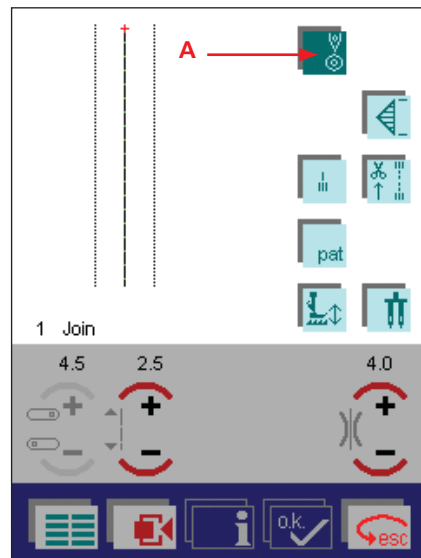 A
pat
1 Join
4.5 2.5 4.0
+ + +
− − −
i o.k. esc